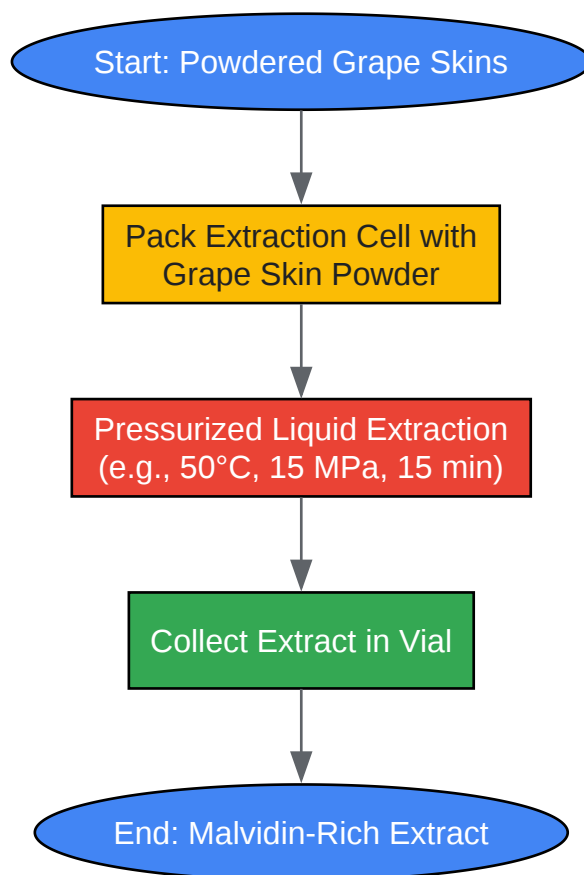 Start: Powdered Grape Skins
Pack Extraction Cell with
Grape Skin Powder
Pressurized Liquid Extraction
(e.g., 50°C, 15 MPa, 15 min)
Collect Extract in Vial
End: Malvidin-Rich Extract